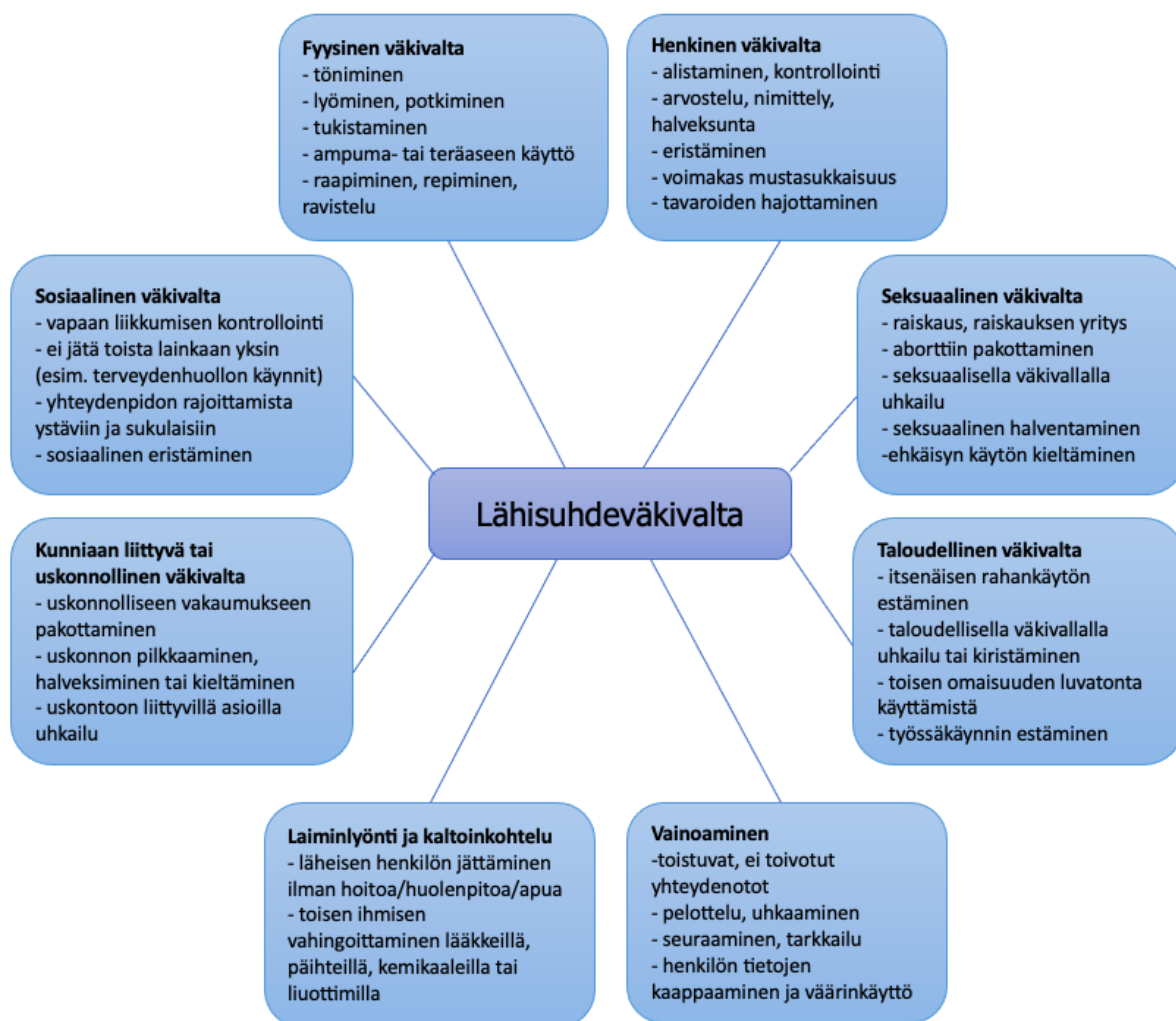 Fyysinen väkivalta
- töniminen
- lyöminen, potkiminen
- tukistaminen
- ampuma- tai teräaseen käyttö
- raapiminen, repiminen,
ravistelu
Henkinen väkivalta
- alistaminen, kontrollointi
- arvostelu, nimittely,
halveksunta
- eristäminen
- voimakas mustasukkaisuus
- tavaroiden hajottaminen
Sosiaalinen väkivalta
- vapaan liikkumisen kontrollointi
- ei jätä toista lainkaan yksin
(esim. terveydenhuollon käynnit)
- yhteydenpidon rajoittamista
ystäviin ja sukulaisiin
- sosiaalinen eristäminen
Seksuaalinen väkivalta
- raiskaus, raiskauksen yritys
- aborttiin pakottaminen
- seksuaalisella väkivallalla
uhkailu
- seksuaalinen halventaminen
-ehkäisyn käytön kieltäminen
Lähisuhdeväkivalta
Kunniaan liittyvä tai
uskonnollinen väkivalta
- uskonnolliseen vakaumukseen
pakottaminen
- uskonnon pilkkaaminen,
halveksiminen tai kieltäminen
- uskontoon liittyvillä asioilla
uhkailu
Taloudellinen väkivalta
- itsenäisen rahankäytön
estäminen
- taloudellisella väkivallalla
uhkailu tai kiristäminen
- toisen omaisuuden luvatonta
käyttämistä
- työssäkäynnin estäminen
Laiminlyönti ja kaltoinkohtelu
- läheisen henkilön jättäminen
ilman hoitoa/huolenpitoa/apua
- toisen ihmisen
vahingoittaminen lääkkeillä,
päihteillä, kemikaaleilla tai
liuottimilla
Vainoaminen
-toistuvat, ei toivotut
yhteydenotot
- pelottelu, uhkaaminen
- seuraaminen, tarkkailu
- henkilön tietojen
kaappaaminen ja väärinkäyttö